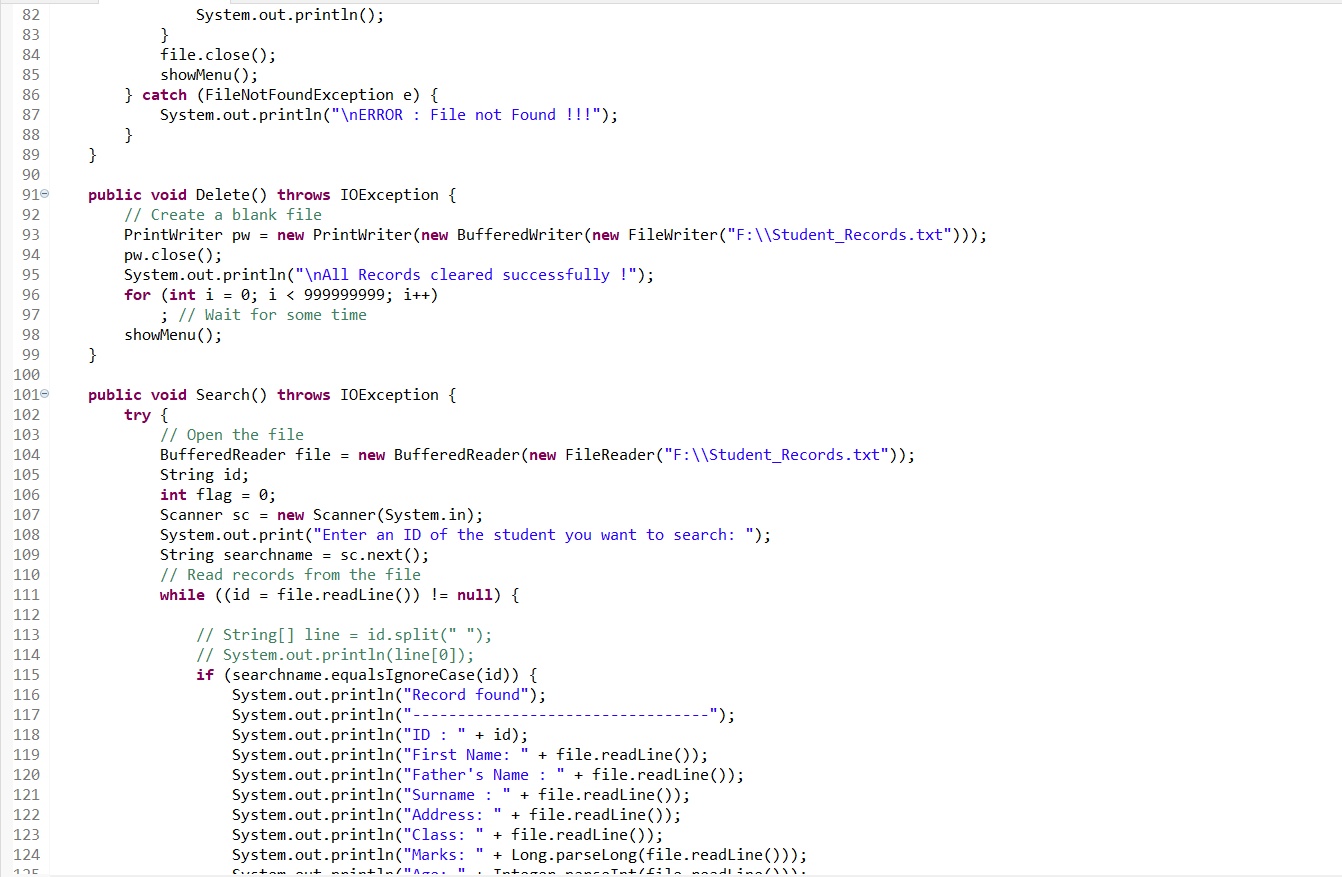 82 System.out.println();
83 }
84 file.close();
85 showMenu();
86 } catch (FileNotFoundException e) {
87 System.out.println("\nERROR : File not Found !!!");
88 }
89 }
90
91 public void Delete() throws IOException {
92 // Create a blank file
93 PrintWriter pw = new PrintWriter(new BufferedWriter(new FileWriter("F:\\Student_Records.txt")));
94 pw.close();
95 System.out.println("\nAll Records cleared successfully !");
96 for (int i = 0; i < 999999999; i++)
97 ; // Wait for some time
98 showMenu();
99 }
100
101 public void Search() throws IOException {
102 try {
103 // Open the file
104 BufferedReader file = new BufferedReader(new FileReader("F:\\Student_Records.txt"));
105 String id;
106 int flag = 0;
107 Scanner sc = new Scanner(System.in);
108 System.out.print("Enter an ID of the student you want to search: ");
109 String searchname = sc.next();
110 // Read records from the file
111 while ((id = file.readLine()) != null) {
112
113 // String[] line = id.split(" ");
114 // System.out.println(line[0]);
115 if (searchname.equalsIgnoreCase(id)) {
116 System.out.println("Record found");
117 System.out.println("---------------------------------");
118 System.out.println("ID : " + id);
119 System.out.println("First Name: " + file.readLine());
120 System.out.println("Father's Name : " + file.readLine());
121 System.out.println("Surname : " + file.readLine());
122 System.out.println("Address: " + file.readLine());
123 System.out.println("Class: " + file.readLine());
124 System.out.println("Marks: " + Long.parseLong(file.readLine()));
125 System.out.println("Age: " + Integer.parseInt(file.readLine()));